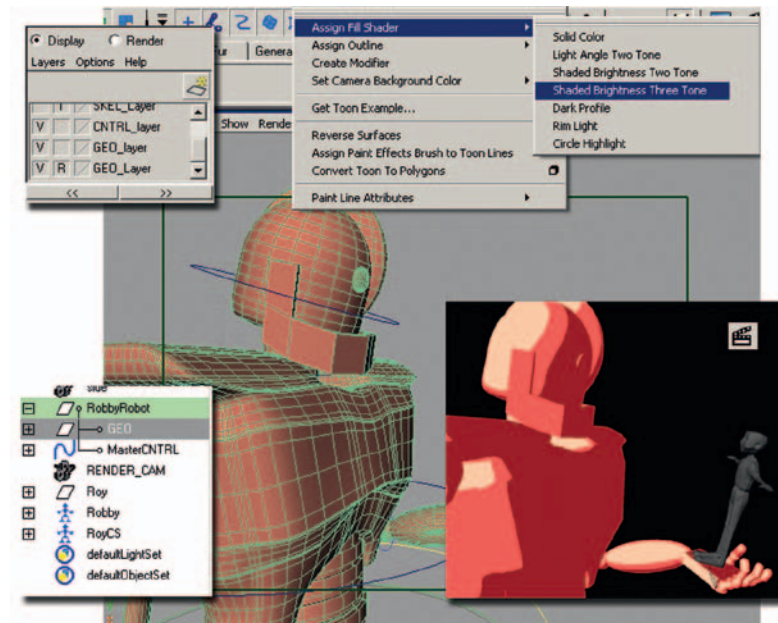 Display Render
Layers Options Help
SKEL_Layer
V CNTRL_layer
V GEO_layer
V R GEO_Layer
<< >>
Genera
Show Rende
Assign Fill Shader
Assign Outline
Create Modifier
Set Camera Background Color
Get Toon Example...
Reverse Surfaces
Assign Paint Effects Brush to Toon Lines
Convert Toon To Polygons
Paint Line Attributes
Solid Color
Light Angle Two Tone
Shaded Brightness Two Tone
Shaded Brightness Three Tone
Dark Profile
Rim Light
Circle Highlight
side
RobbyRobot
GEO
MasterCNTRL
RENDER_CAM
Roy
Robby
RoyCS
defaultLightSet
defaultObjectSet